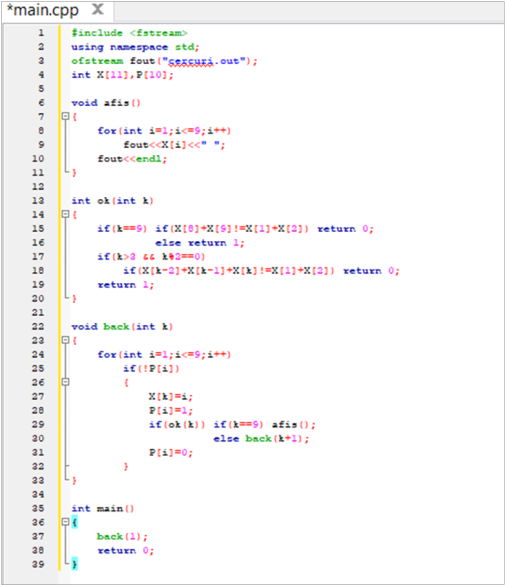 *main.cpp X
1 #include <fstream>
2 using namespace std;
3 ofstream fout("cercuri.out");
4 int X[11],P[10];
5
6 void afis()
7 {
8 for(int i=1;i<=9;i++)
9 fout<<X[i]<<" ";
10 fout<<endl;
11 }
12
13 int ok(int k)
14 {
15 if(k==9) if(X[8]+X[9]!=X[1]+X[2]) return 0;
16 else return 1;
17 if(k>3 && k%2==0)
18 if(X[k-2]+X[k-1]+X[k]!=X[1]+X[2]) return 0;
19 return 1;
20 }
21
22 void back(int k)
23 {
24 for(int i=1;i<=9;i++)
25 if(!P[i])
26 {
27 X[k]=i;
28 P[i]=1;
29 if(ok(k)) if(k==9) afis();
30 else back(k+1);
31 P[i]=0;
32 }
33 }
34
35 int main()
36 {
37 back(1);
38 return 0;
39 }